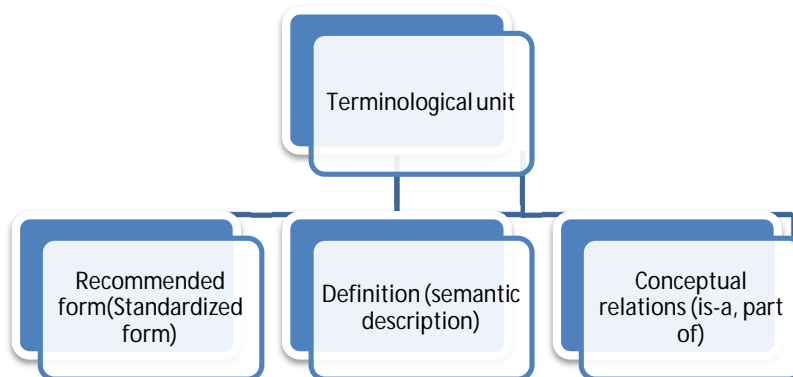 Terminological unit
Recommended
form(Standardized
form)
Definition (semantic
description)
Conceptual
relations (is-a, part
of)